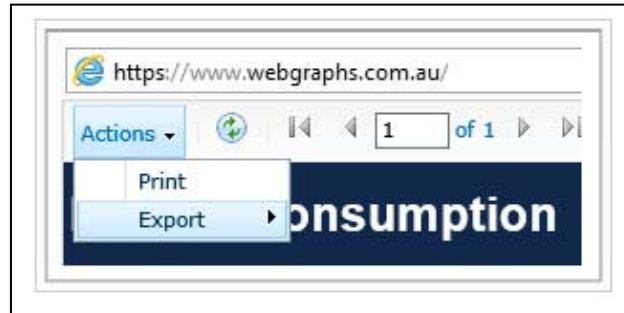 https://www.webgraphs.com.au/
Actions 1 of 1
Print
Export onsumption